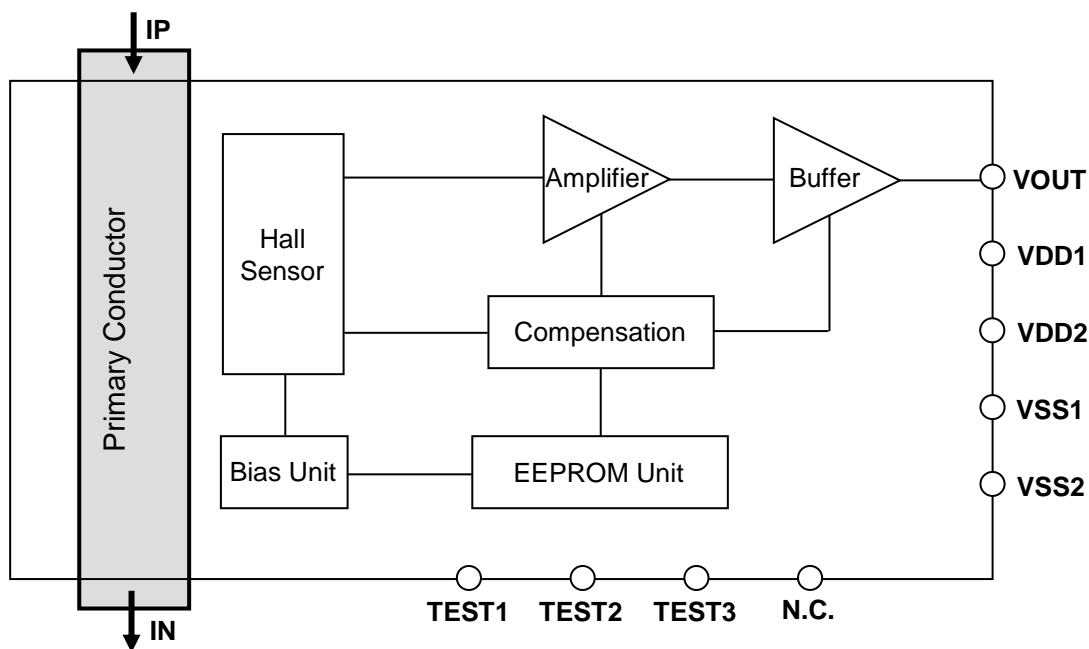 IP
Primary Conductor
Hall
Sensor
Amplifier
Buffer
Compensation
Bias Unit
EEPROM Unit
VOUT
VDD1
VDD2
VSS1
VSS2
TEST1
TEST2
TEST3
N.C.
IN